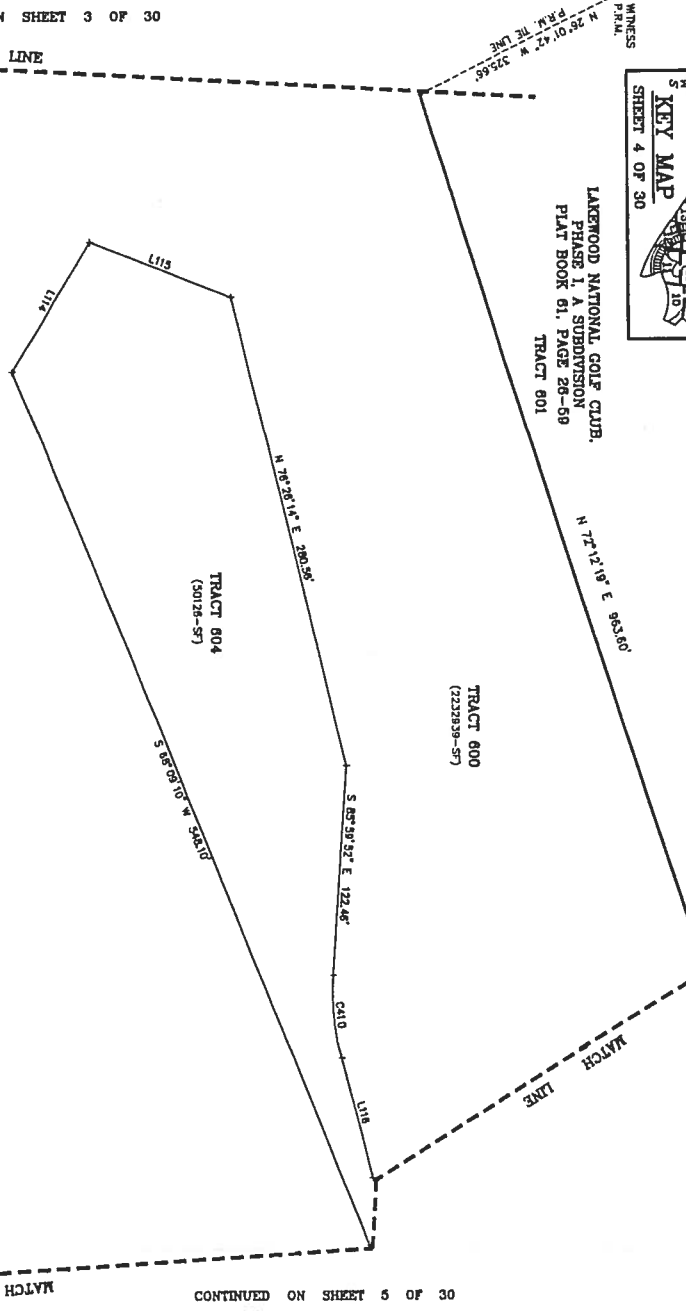 N SHEET 3 OF 30
LINE
WITNESS
P.R.M.
N 26°01'42" W 325.66'
P.R.M. TIE LINE
KEY MAP
SHEET 4 OF 30
10
LAKEWOOD NATIONAL GOLF CLUB,
PHASE I, A SUBDIVISION
PLAT BOOK 61, PAGE 26-59
TRACT 601
N 72°12'19" E 963.60'
L115
L114
N 76°26'14" E 280.56'
TRACT 604
(50126-SF)
TRACT 600
(2232939-SF)
S 68°09'10" W 548.10'
S 85°59'52" E 122.46'
C410
L116
MATCH
LINE
MATCH
CONTINUED ON SHEET 5 OF 30